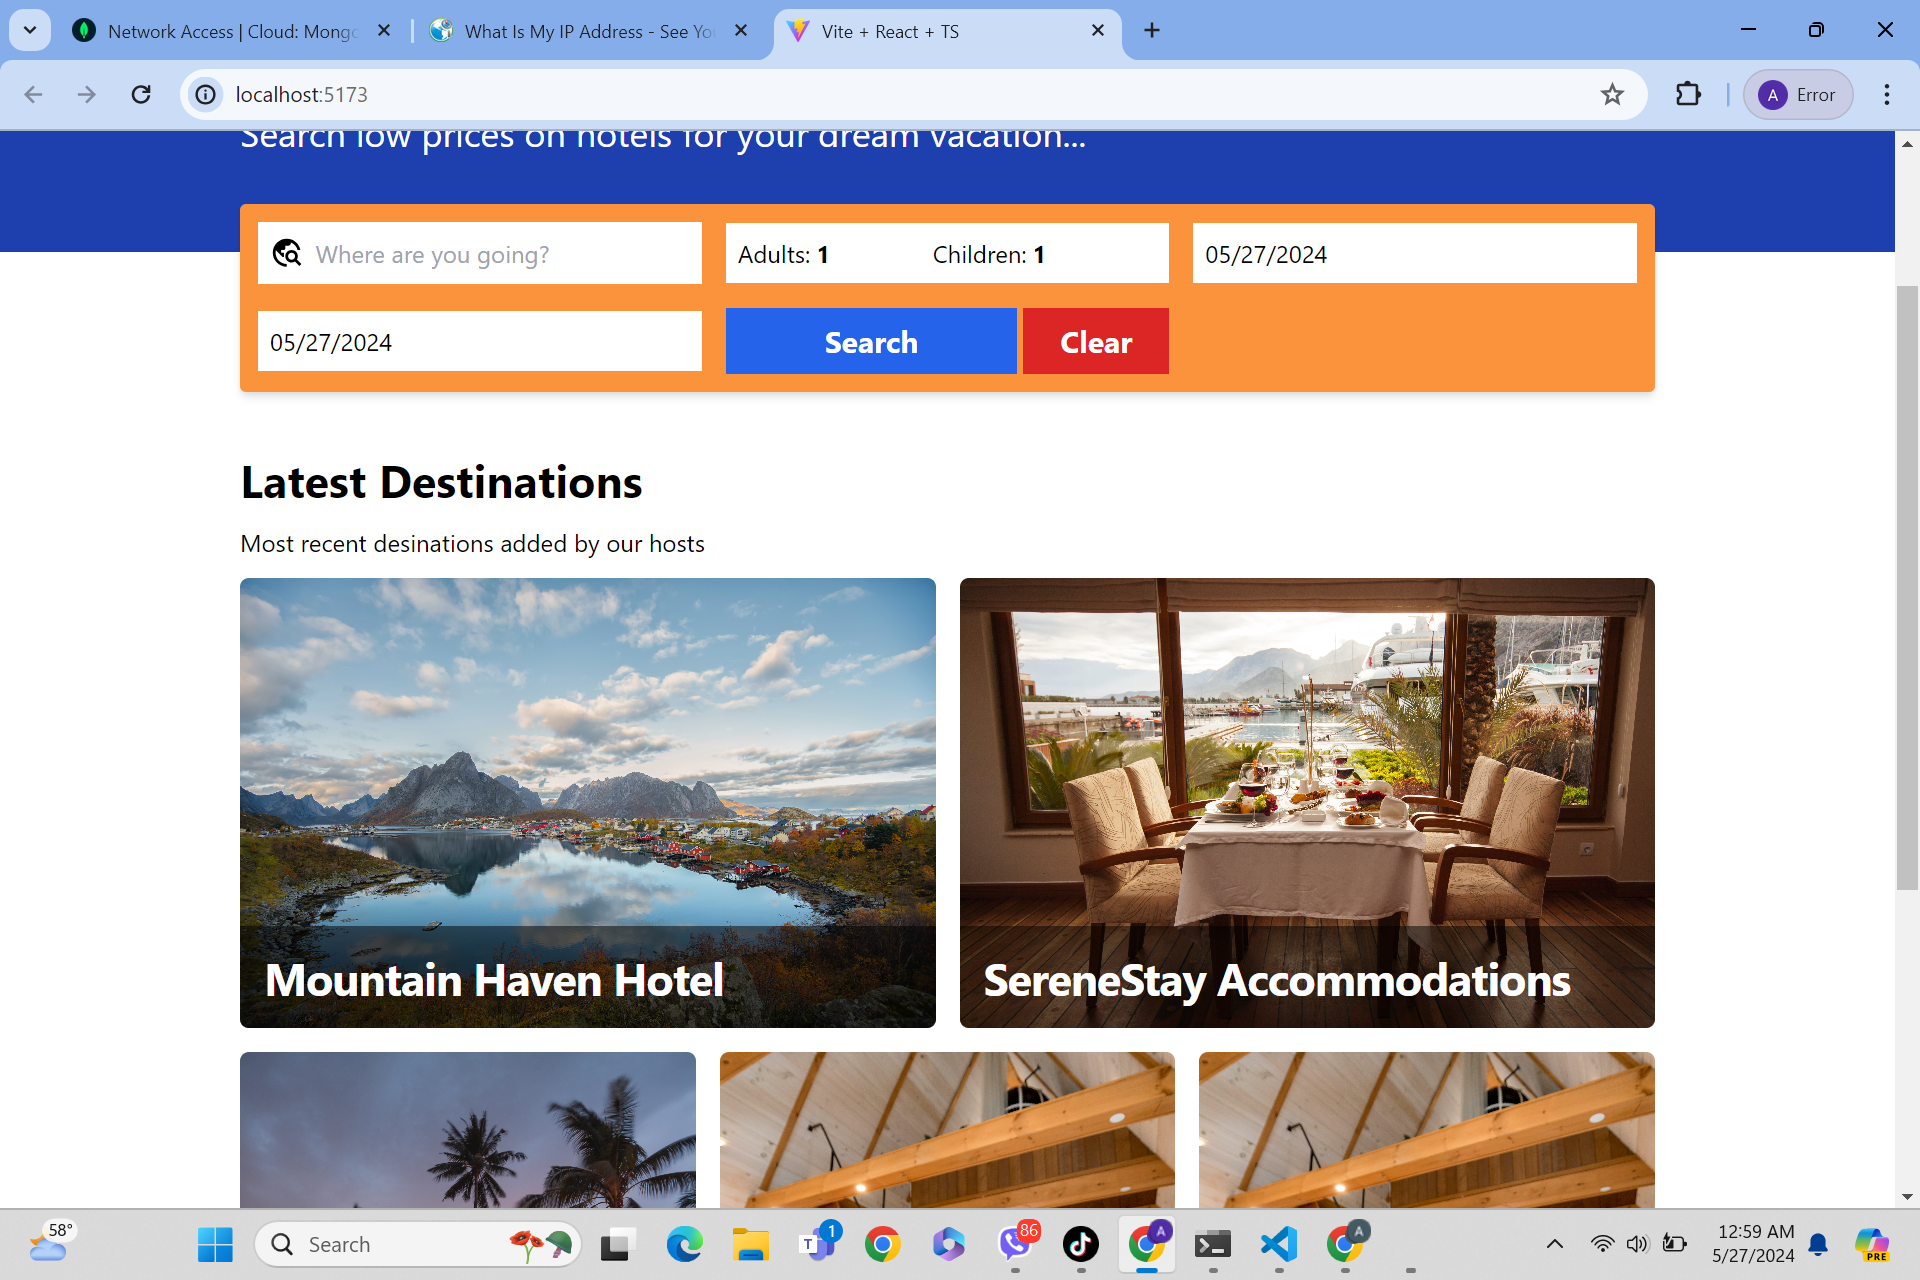 Network Access | Cloud: Mongo
What Is My IP Address - See You
Vite + React + TS
localhost:5173
A Error
Search low prices on hotels for your dream vacation...
Where are you going?
Adults: 1 Children: 1
05/27/2024
05/27/2024
Search
Clear
Latest Destinations
Most recent desinations added by our hosts
Mountain Haven Hotel
SereneStay Accommodations
58°
Search
T 1
86
A
A
12:59 AM
5/27/2024
PRE